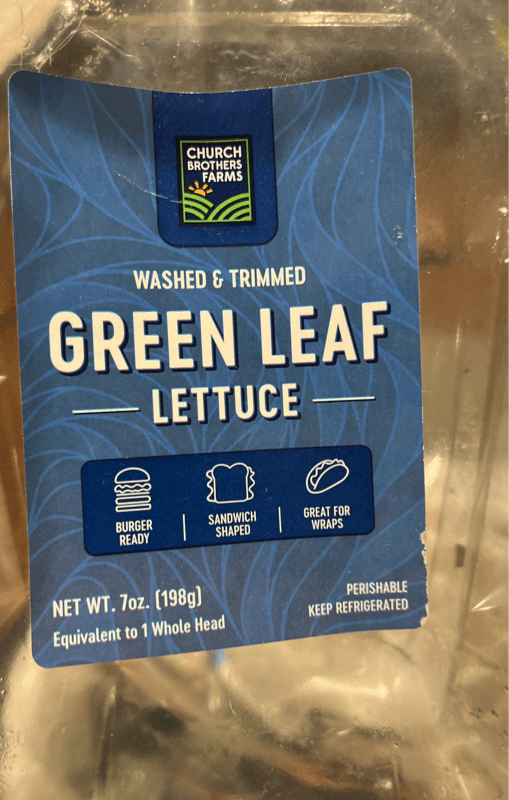 CHURCH
BROTHERS
FARMS
WASHED & TRIMMED
GREEN LEAF
LETTUCE
BURGER
READY
SANDWICH
SHAPED
GREAT FOR
WRAPS
NET WT. 7oz. (198g)
Equivalent to 1 Whole Head
PERISHABLE
KEEP REFRIGERATED